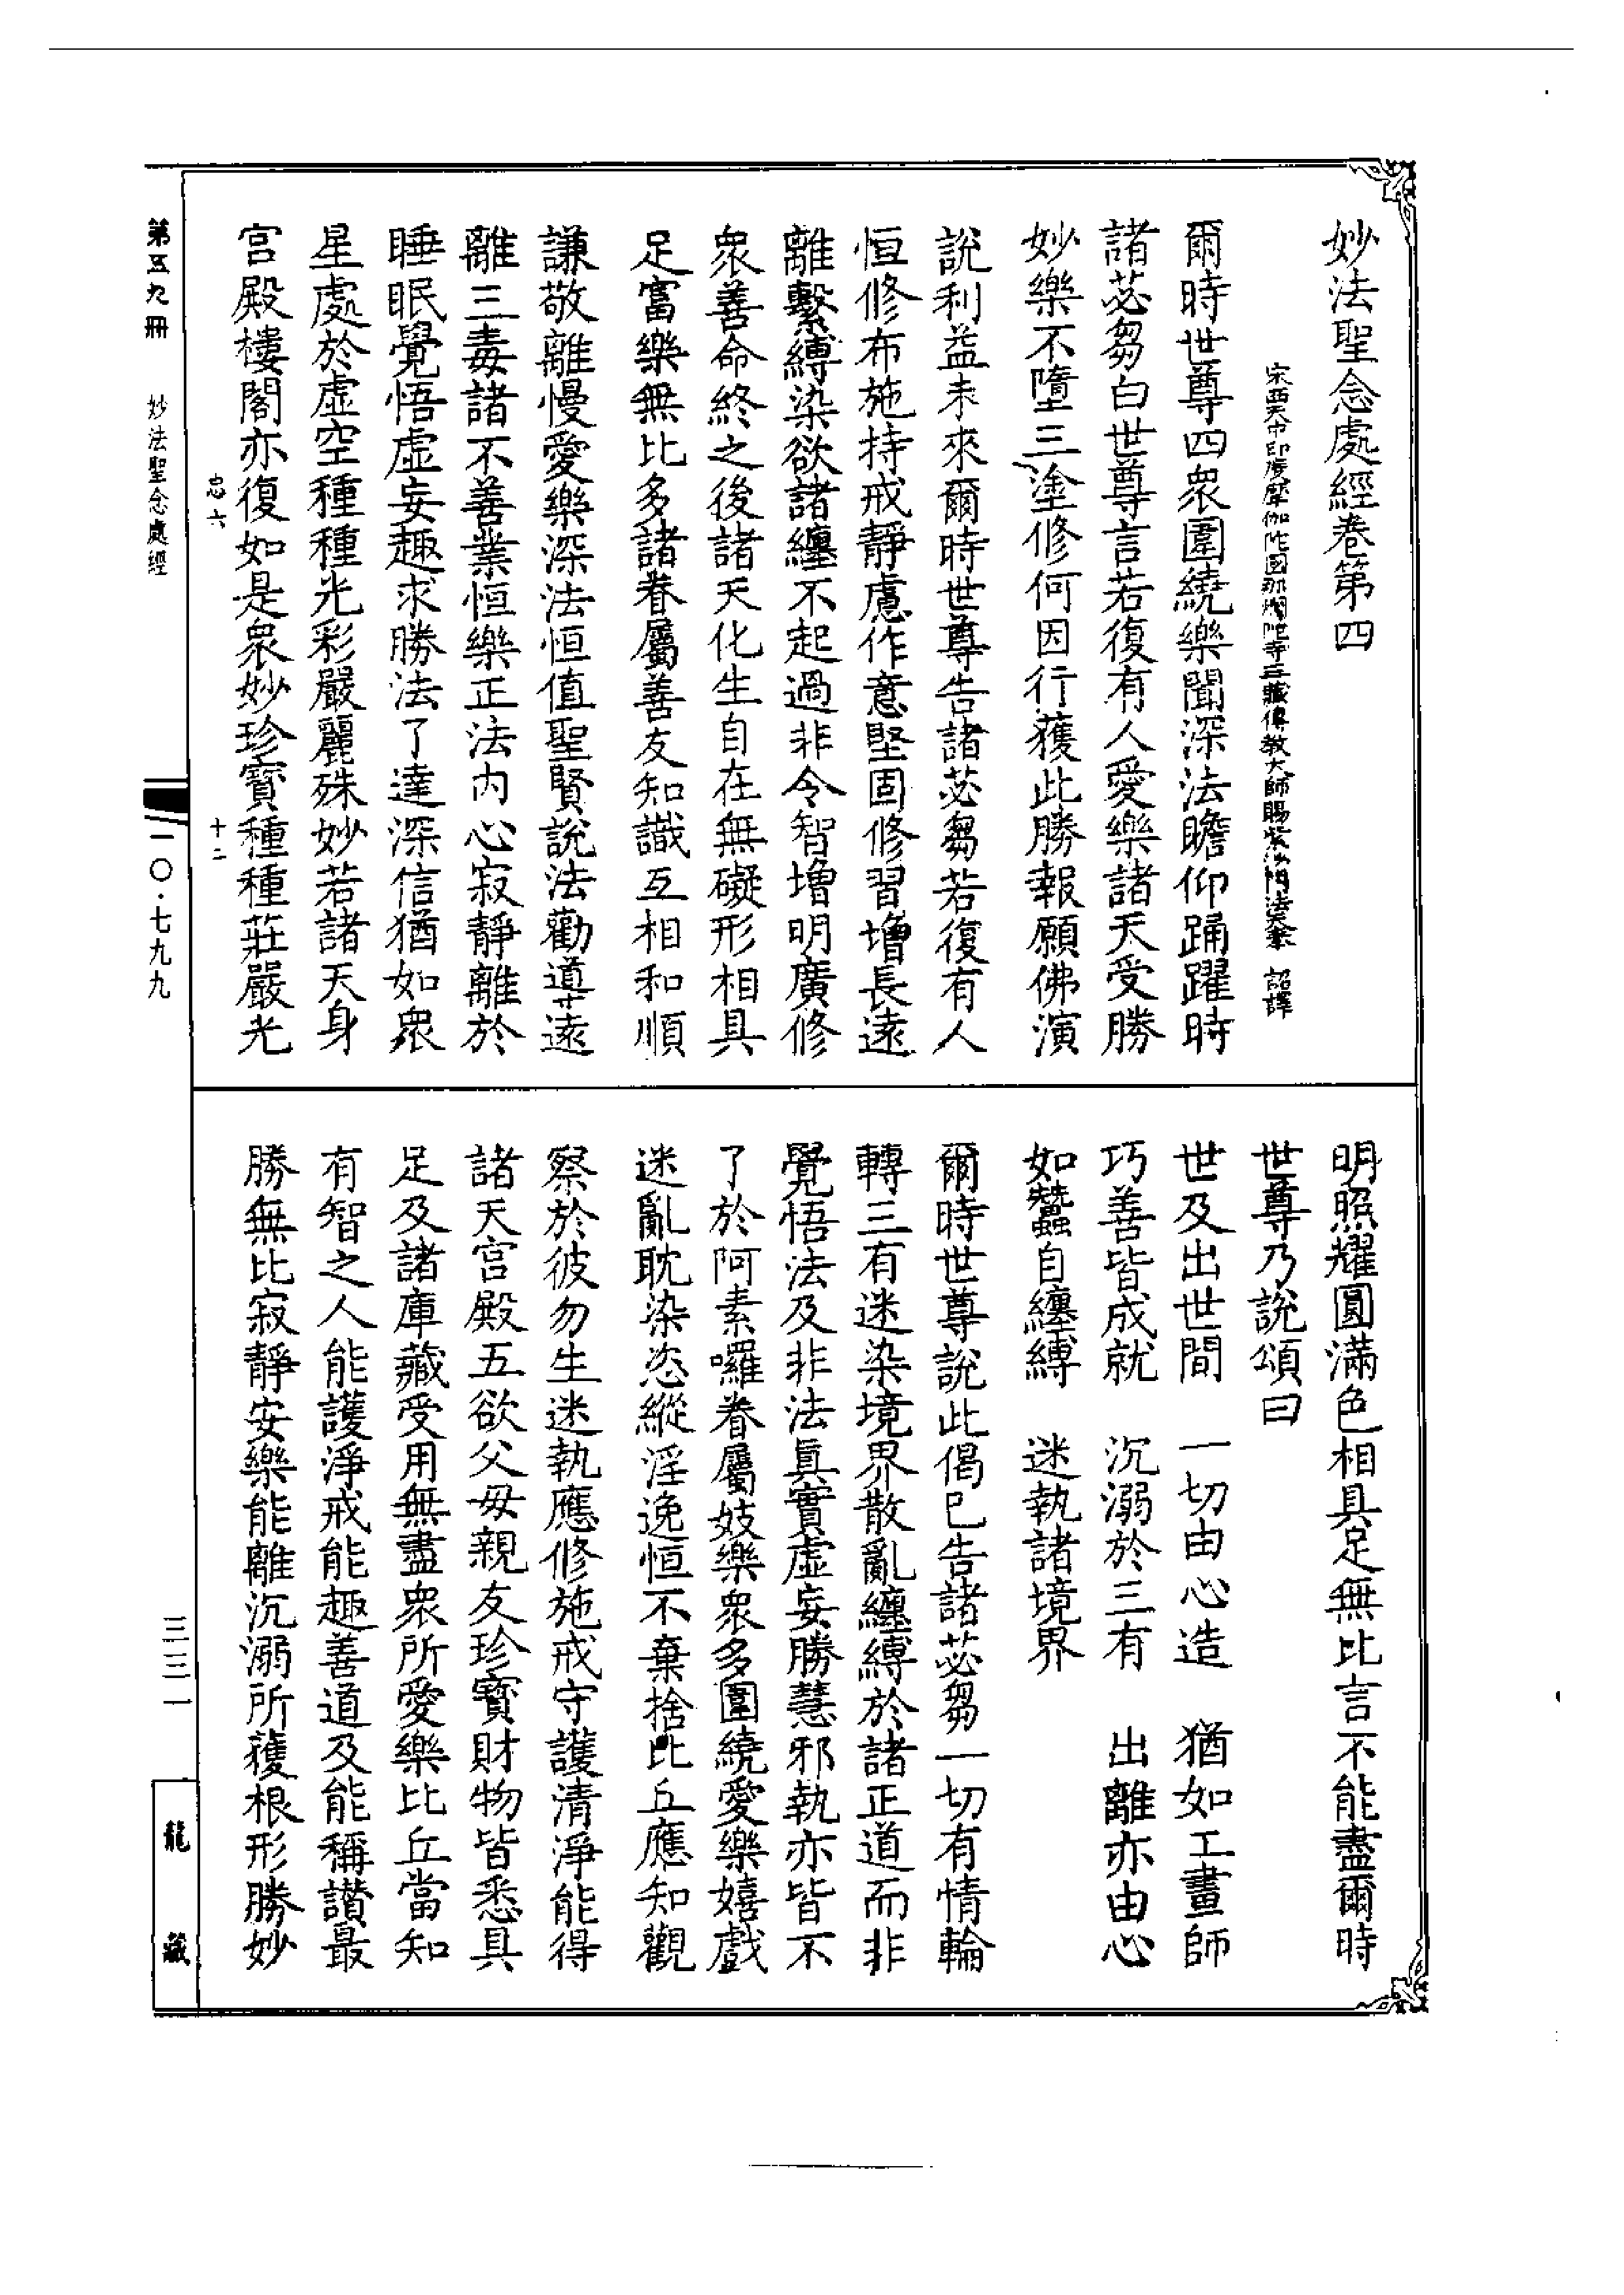 妙法聖念處經卷第四
宋西天中印度摩伽陀國那爛陀寺三藏傳教大師賜紫沙門法天奉 詔譯
爾時世尊四眾圍繞樂聞深法瞻仰踊躍時
諸苾芻白世尊言若復有人愛樂諸天受勝
妙樂不墮三塗修何因行獲此勝報願佛演
說利益未來爾時世尊告諸苾芻若復有人
恒修布施持戒靜慮作意堅固修習增長遠
離繫縛染欲諸纏不起過非令智增明廣修
眾善命終之後諸天化生自在無礙形相具
足富樂無比多諸眷屬善友知識互相和順
謙敬離慢愛樂深法恒值聖賢說法勸導遠
離三毒諸不善業恒樂正法內心寂靜離於
睡眠覺悟虛妄趣求勝法了達深信猶如眾
星處於虛空種種光彩嚴麗殊妙若諸天身
宮殿樓閣亦復如是眾妙珍寶種種莊嚴光
忠六 十二
明照耀圓滿色相具足無比言不能盡爾時
世尊乃說頌曰
世及出世間 一切由心造 猶如工畫師
巧善皆成就 沉溺於三有 出離亦由心
如蠶自纏縛 迷執諸境界
爾時世尊說此偈已告諸苾芻一切有情輪
轉三有迷染境界散亂纏縛於諸正道而非
覺悟法及非法真實虛妄勝慧邪執亦皆不
了於阿素囉眷屬妓樂眾多圍繞愛樂嬉戲
迷亂耽染恣縱淫逸恒不棄捨比丘應知觀
察於彼勿生迷執應修施戒守護清淨能得
諸天宮殿五欲父母親友珍寶財物皆悉具
足及諸庫藏受用無盡眾所愛樂比丘當知
有智之人能護淨戒能趣善道及能稱讚最
勝無比寂靜安樂能離沉溺所獲根形勝妙
第五九冊 妙法聖念處經
一〇·七九九
三三一
龍藏